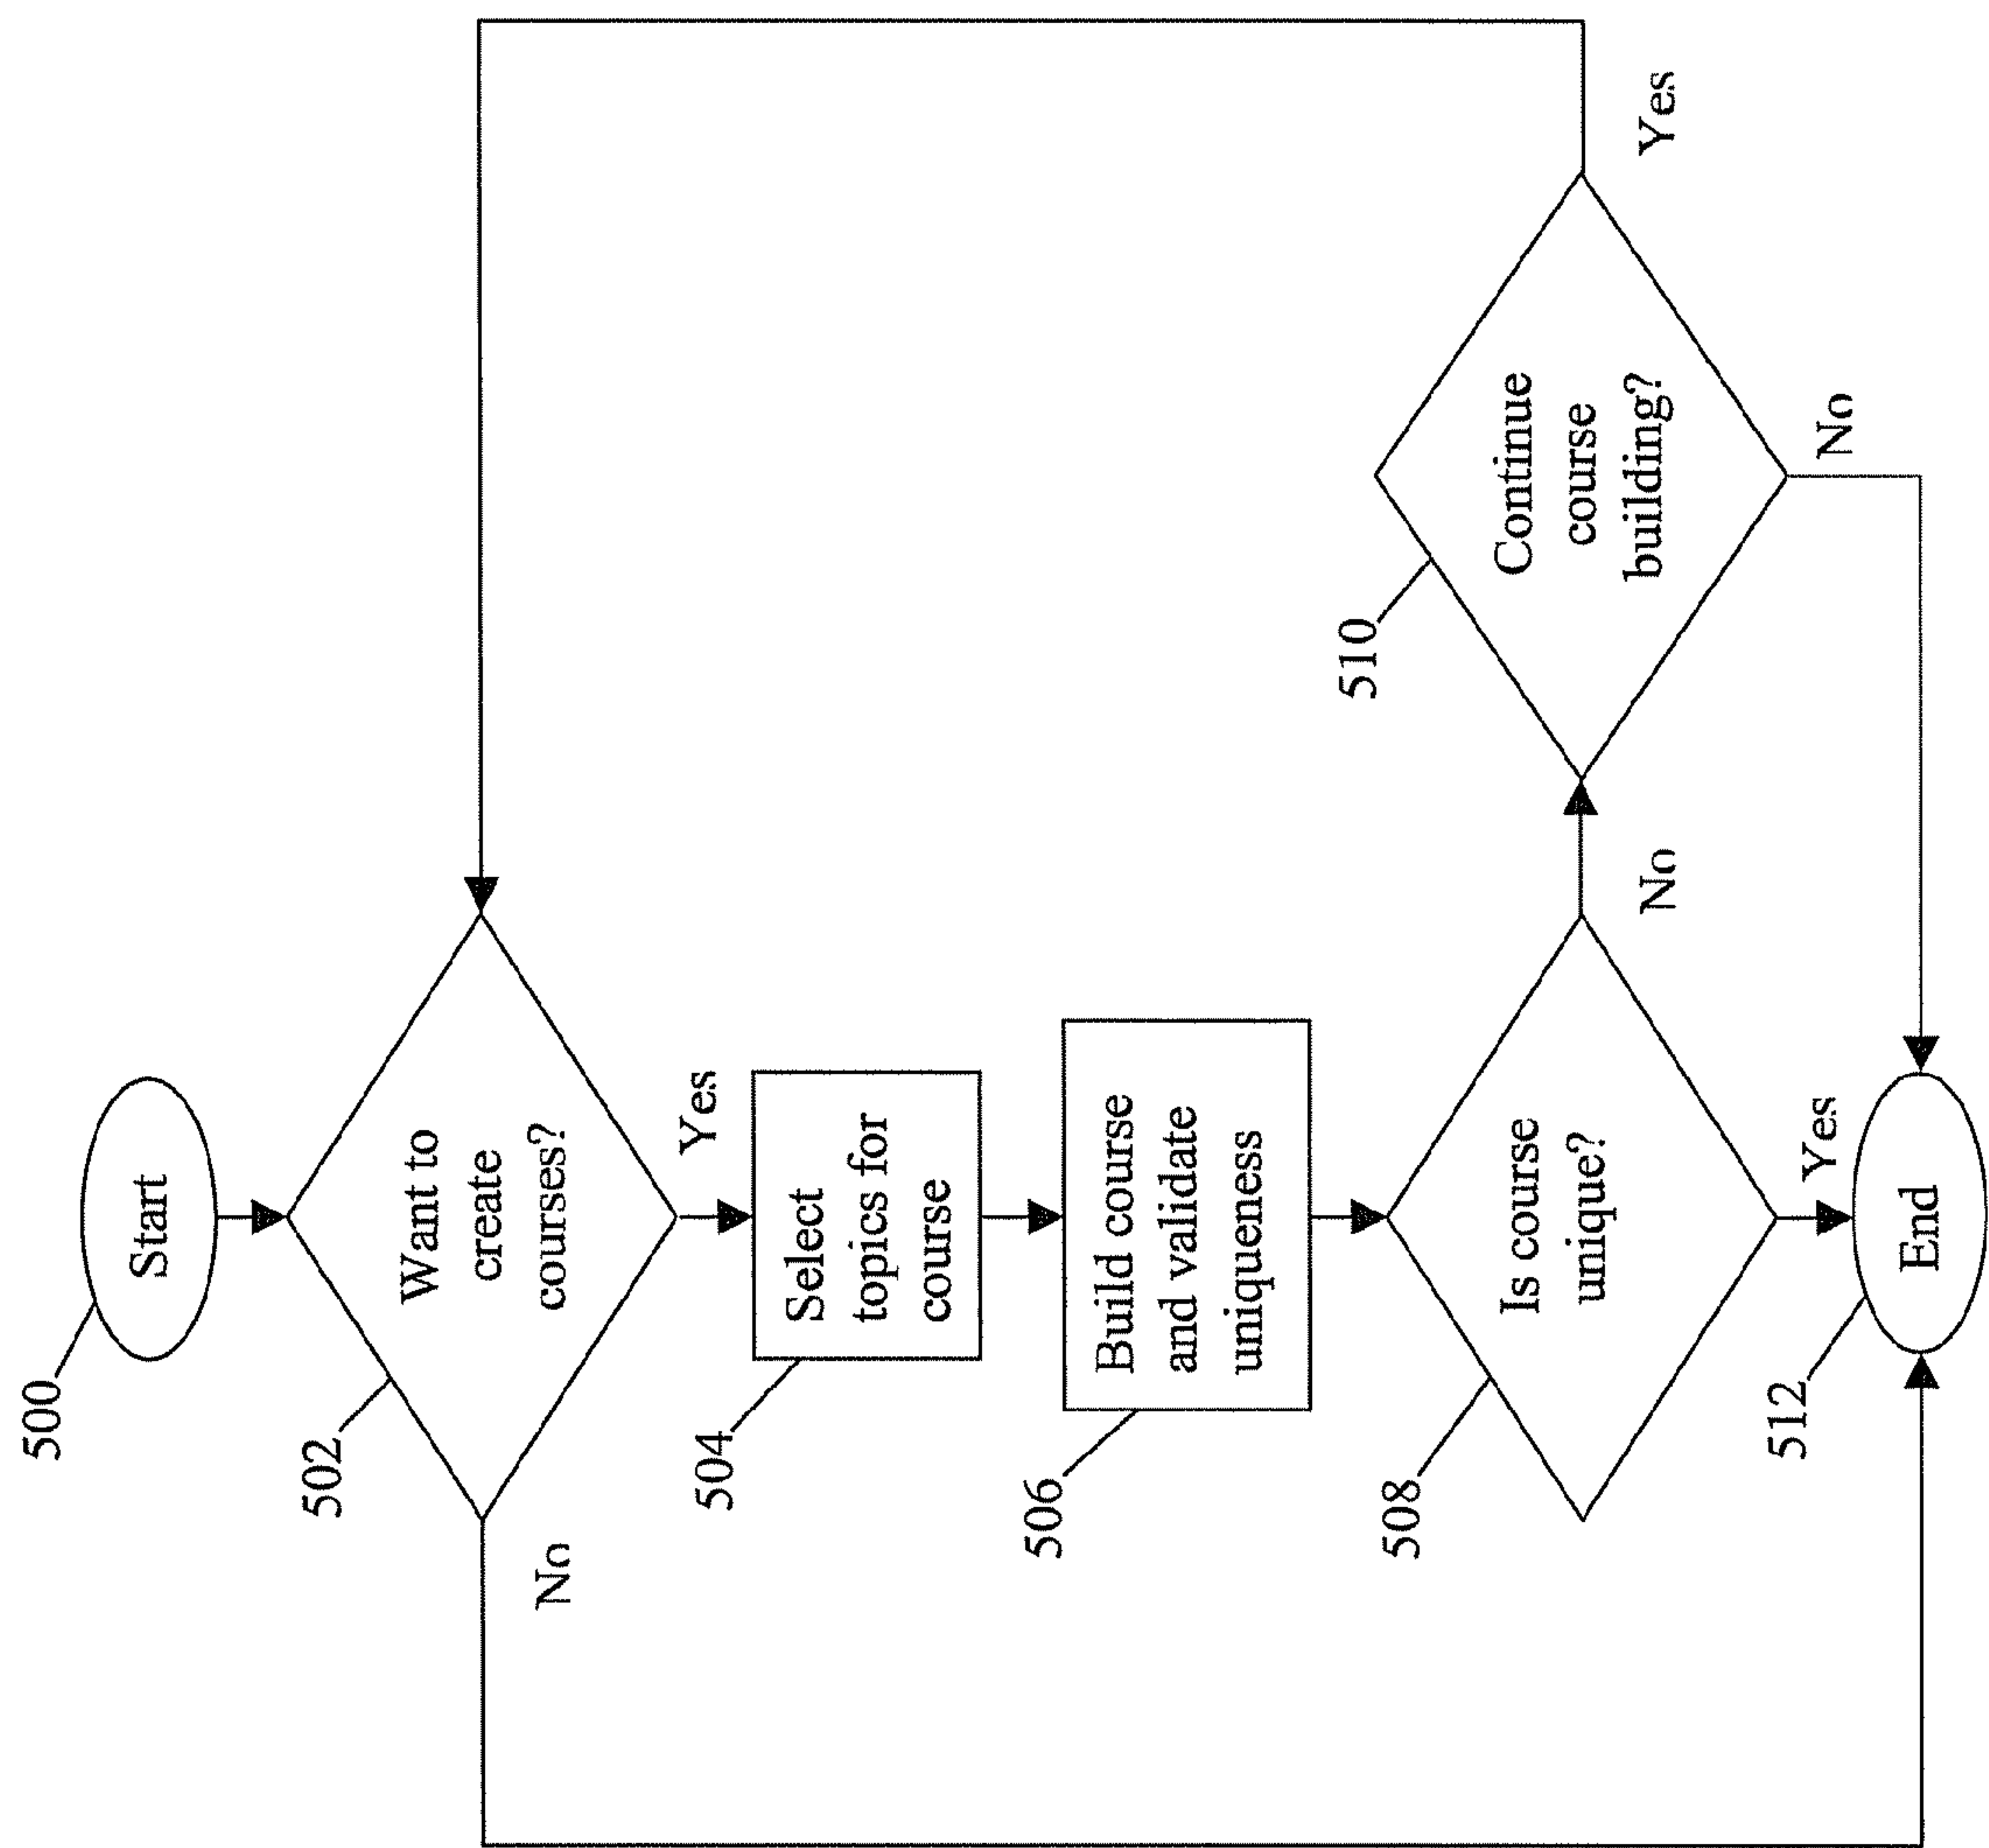 500
Start
502
Want to
create
courses?
No
Yes
504
Select
topics for
course
506
Build course
and validate
uniqueness
508
Is course
unique?
No
510
Continue
course
building?
Yes
No
Yes
512
End